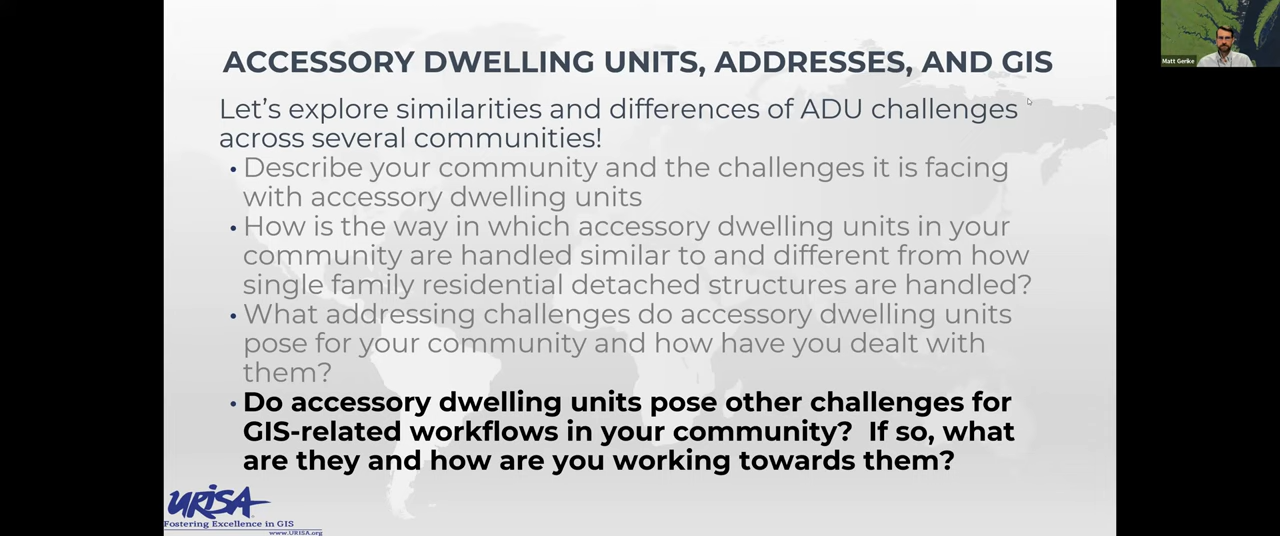 ACCESSORY DWELLING UNITS, ADDRESSES, AND GIS
Let's explore similarities and differences of ADU challenges
across several communities!
• Describe your community and the challenges it is facing
with accessory dwelling units
• How is the way in which accessory dwelling units in your
community are handled similar to and different from how
single family residential detached structures are handled?
• What addressing challenges do accessory dwelling units
pose for your community and how have you dealt with
them?
• Do accessory dwelling units pose other challenges for
GIS-related workflows in your community?  If so, what
are they and how are you working towards them?
URISA
Fostering Excellence in GIS
www.URISA.org
Matt Gerike